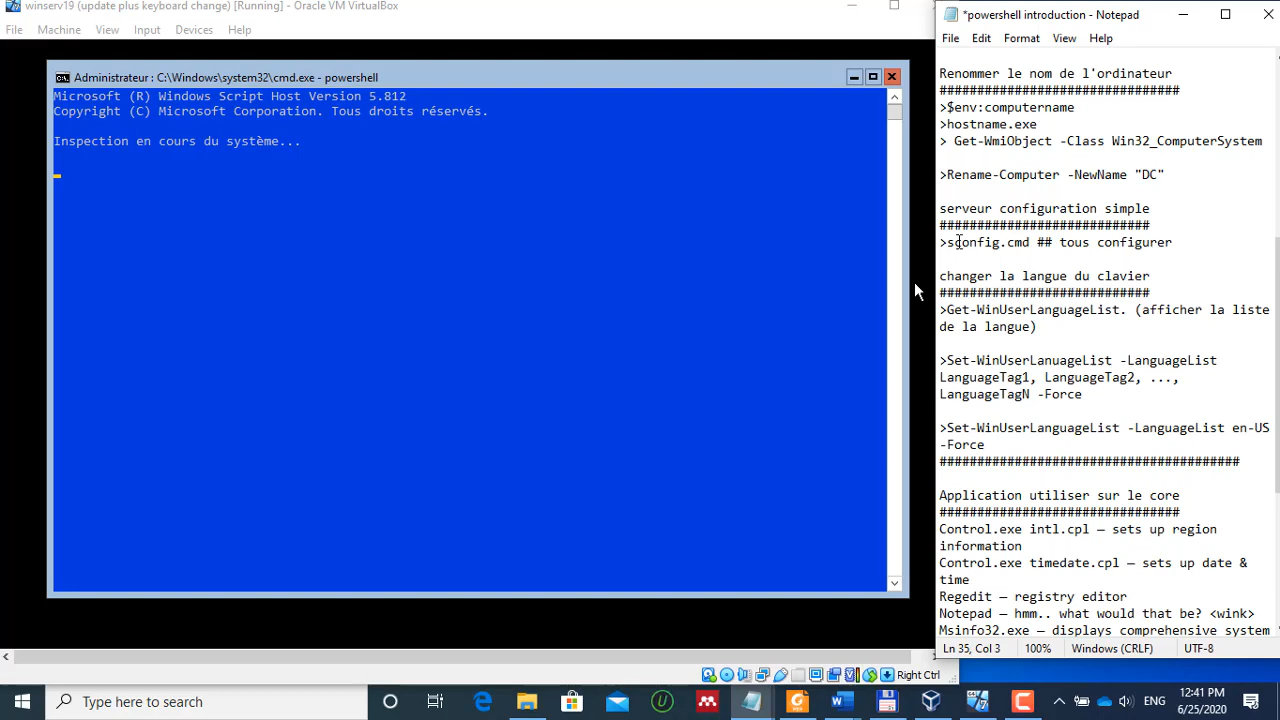 winserv19 (update plus keyboard change) [Running] - Oracle VM VirtualBox
File Machine View Input Devices Help
Administrateur : C:\Windows\system32\cmd.exe - powershell
Microsoft (R) Windows Script Host Version 5.812
Copyright (C) Microsoft Corporation. Tous droits réservés.
Inspection en cours du système...
Right Ctrl
*powershell introduction - Notepad
File Edit Format View Help
Renommer le nom de l'ordinateur
################################
>$env:computername
>hostname.exe
> Get-WmiObject -Class Win32_ComputerSystem
>Rename-Computer -NewName "DC"
serveur configuration simple
############################
>sconfig.cmd ## tous configurer
changer la langue du clavier
############################
>Get-WinUserLanguageList. (afficher la liste
de la langue)
>Set-WinUserLanuageList -LanguageList
LanguageTag1, LanguageTag2, ...,
LanguageTagN -Force
>Set-WinUserLanguageList -LanguageList en-US
-Force
########################################
Application utiliser sur le core
################################
Control.exe intl.cpl – sets up region
information
Control.exe timedate.cpl – sets up date &
time
Regedit – registry editor
Notepad – hmm.. what would that be? <wink>
Msinfo32.exe – displays comprehensive system
Ln 35, Col 3 100% Windows (CRLF) UTF-8
Type here to search
ENG
12:41 PM
6/25/2020